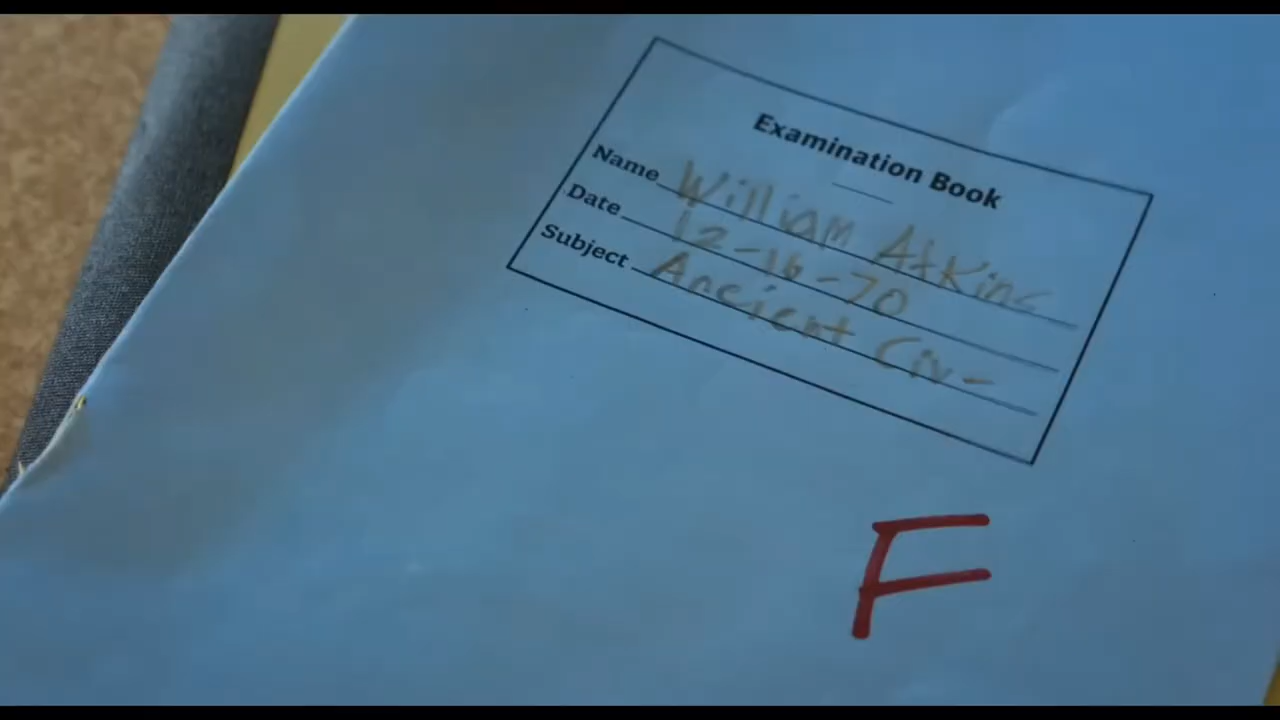 Examination Book
Name William Atkins
Date 12-16-70
Subject Ancient Civ-
F